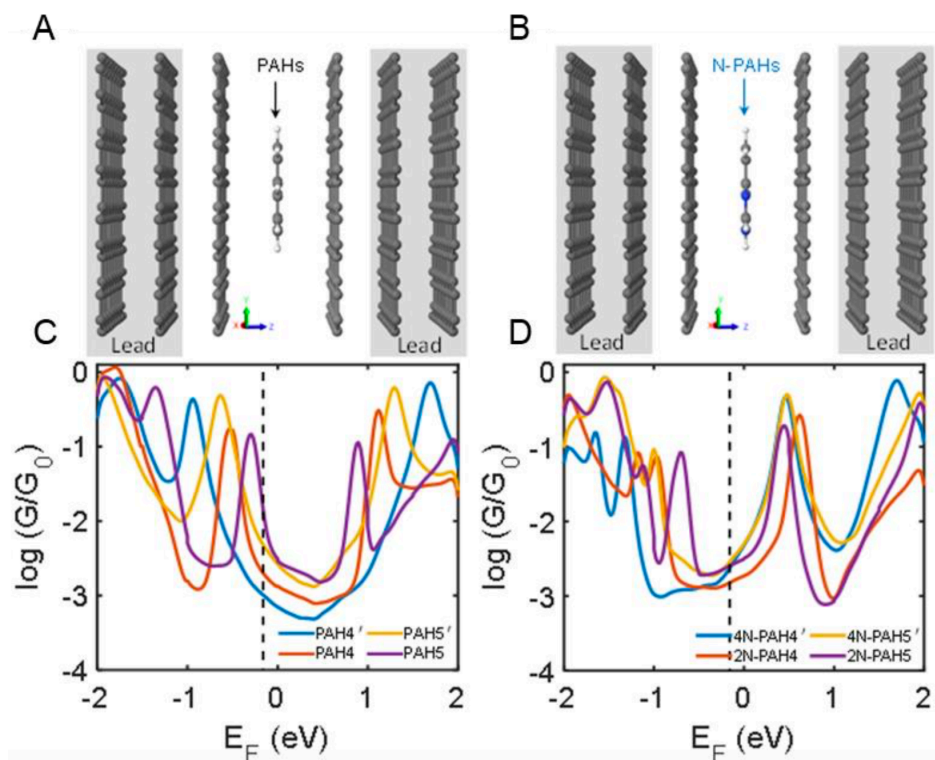 A
B
PAHs
N-PAHs
Y
X
Z
Y
X
Z
Lead
Lead
Lead
Lead
C
D
0
-1
-2
-3
-4
log (G/G0)
PAH4′
PAH5′
PAH4
PAH5
-2
-1
0
1
2
EF (eV)
0
-1
-2
-3
-4
log (G/G0)
4N-PAH4′
4N-PAH5′
2N-PAH4
2N-PAH5
-2
-1
0
1
2
EF (eV)